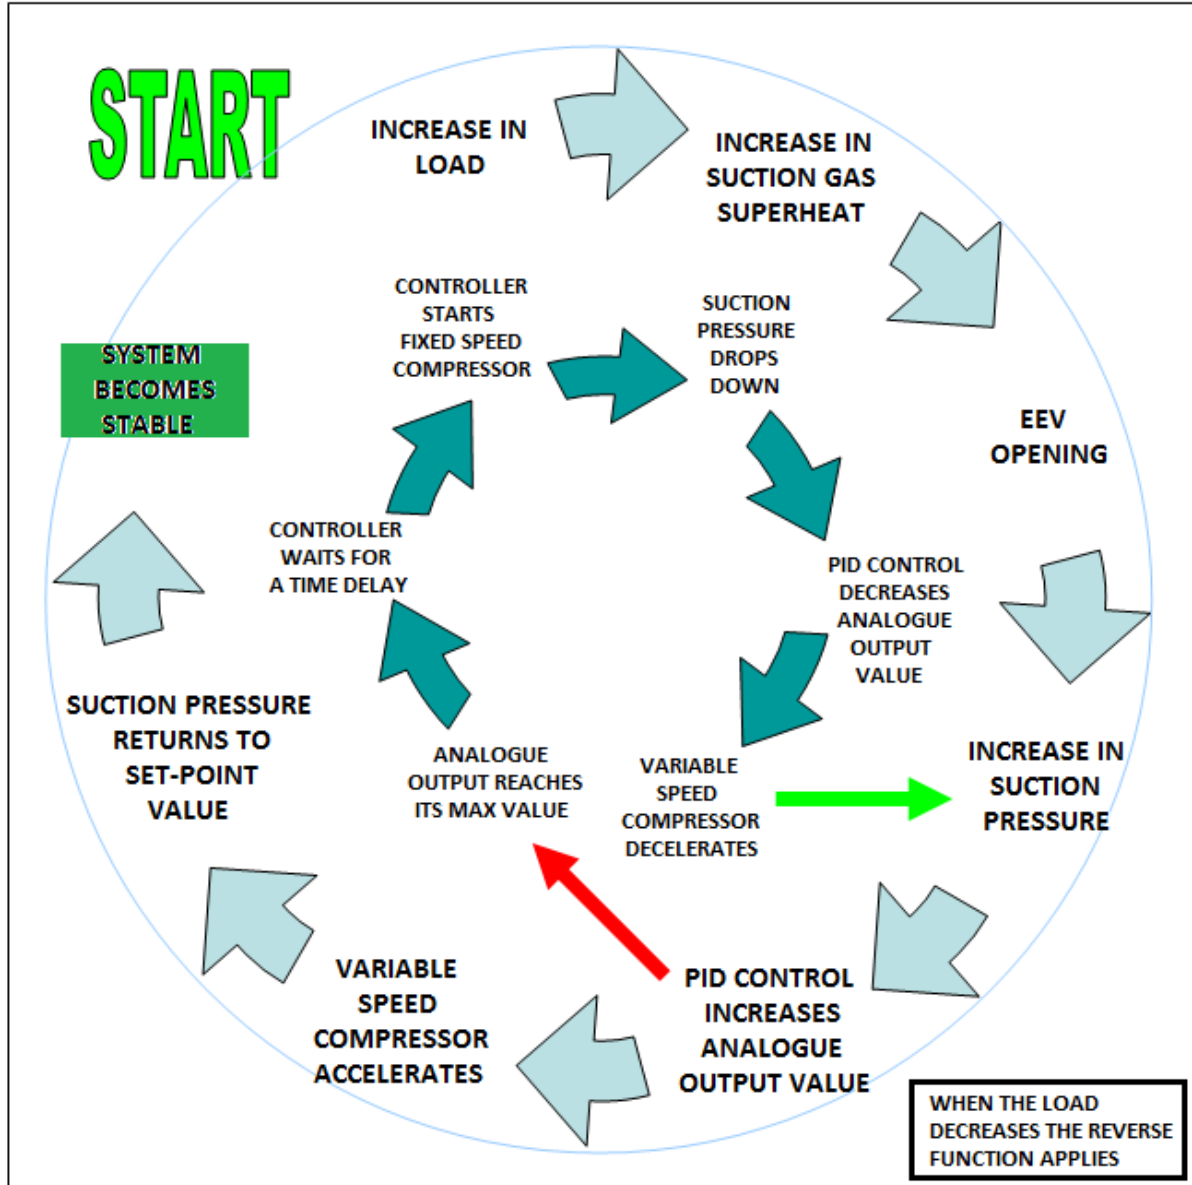 START
INCREASE IN
LOAD
INCREASE IN
SUCTION GAS
SUPERHEAT
EEV
OPENING
INCREASE IN
SUCTION
PRESSURE
PID CONTROL
INCREASES
ANALOGUE
OUTPUT VALUE
VARIABLE
SPEED
COMPRESSOR
ACCELERATES
SUCTION PRESSURE
RETURNS TO
SET-POINT
VALUE
SYSTEM
BECOMES
STABLE
CONTROLLER
STARTS
FIXED SPEED
COMPRESSOR
SUCTION
PRESSURE
DROPS
DOWN
PID CONTROL
DECREASES
ANALOGUE
OUTPUT
VALUE
VARIABLE
SPEED
COMPRESSOR
DECELERATES
ANALOGUE
OUTPUT REACHES
ITS MAX VALUE
CONTROLLER
WAITS FOR
A TIME DELAY
WHEN THE LOAD
DECREASES THE REVERSE
FUNCTION APPLIES